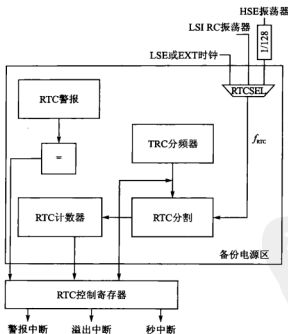 HSE振荡器
LSI RC振荡器
1/128
LSE或EXT时钟
RTCSEL
RTC警报
TRC分频器
fRTC
=
RTC计数器
RTC分割
备份电源区
RTC控制寄存器
警报中断
溢出中断
秒中断